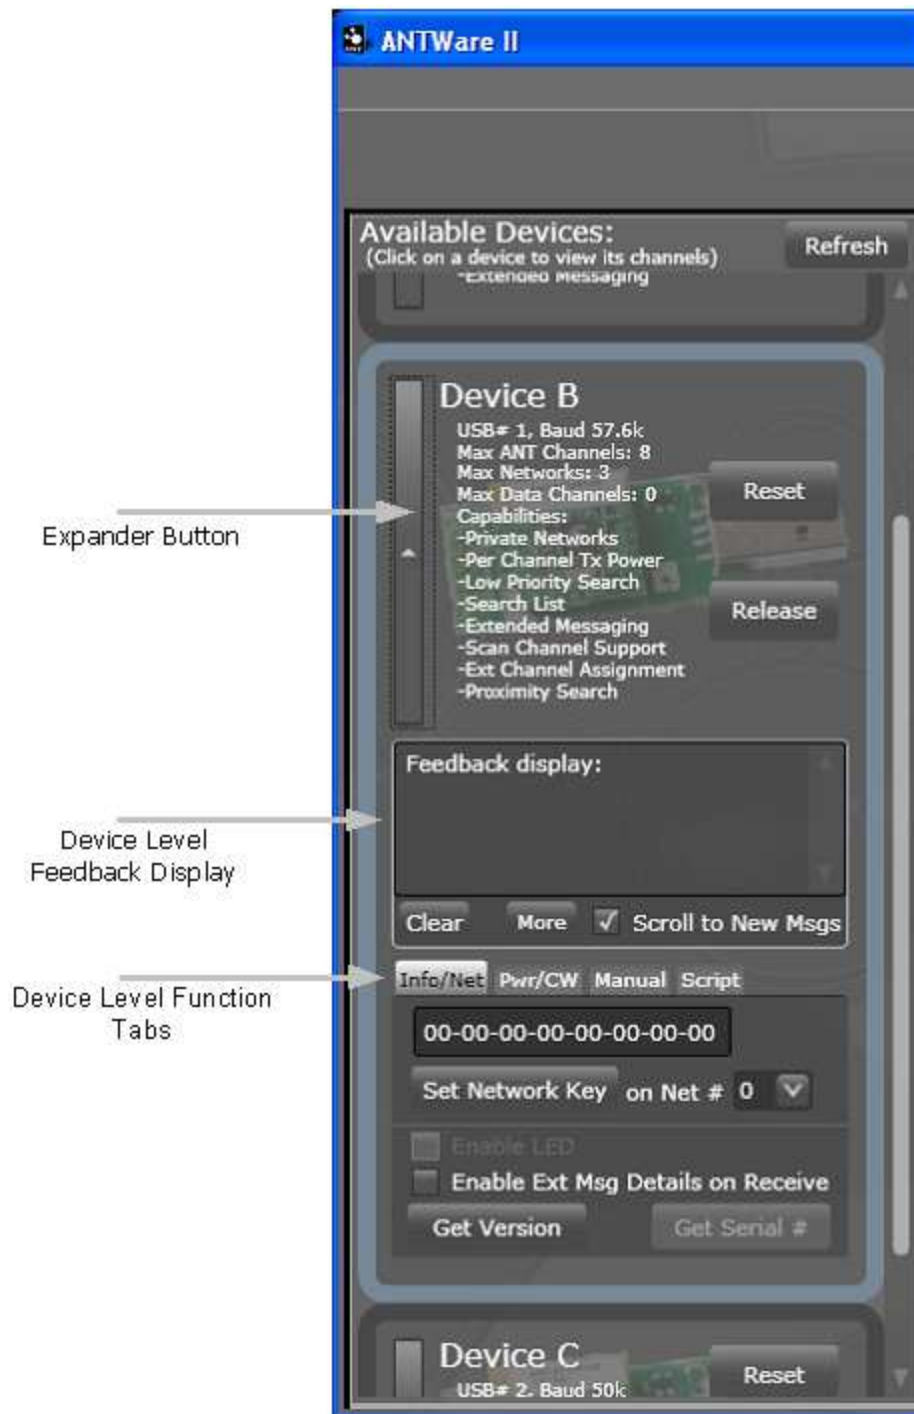 ANTWare II
Available Devices:
(Click on a device to view its channels)
Refresh
-Extended Messaging
Device B
USB# 1, Baud 57.6k
Max ANT Channels: 8
Max Networks: 3
Max Data Channels: 0
Capabilities:
-Private Networks
-Per Channel Tx Power
-Low Priority Search
-Search List
-Extended Messaging
-Scan Channel Support
-Ext Channel Assignment
-Proximity Search
Reset
Release
Expander Button
Feedback display:
Device Level
Feedback Display
Clear More Scroll to New Msgs
Info/Net Pwr/CW Manual Script
Device Level Function
Tabs
00-00-00-00-00-00-00-00
Set Network Key on Net # 0
Enable LED
Enable Ext Msg Details on Receive
Get Version Get Serial #
Device C
USB# 2, Baud 50k
Reset